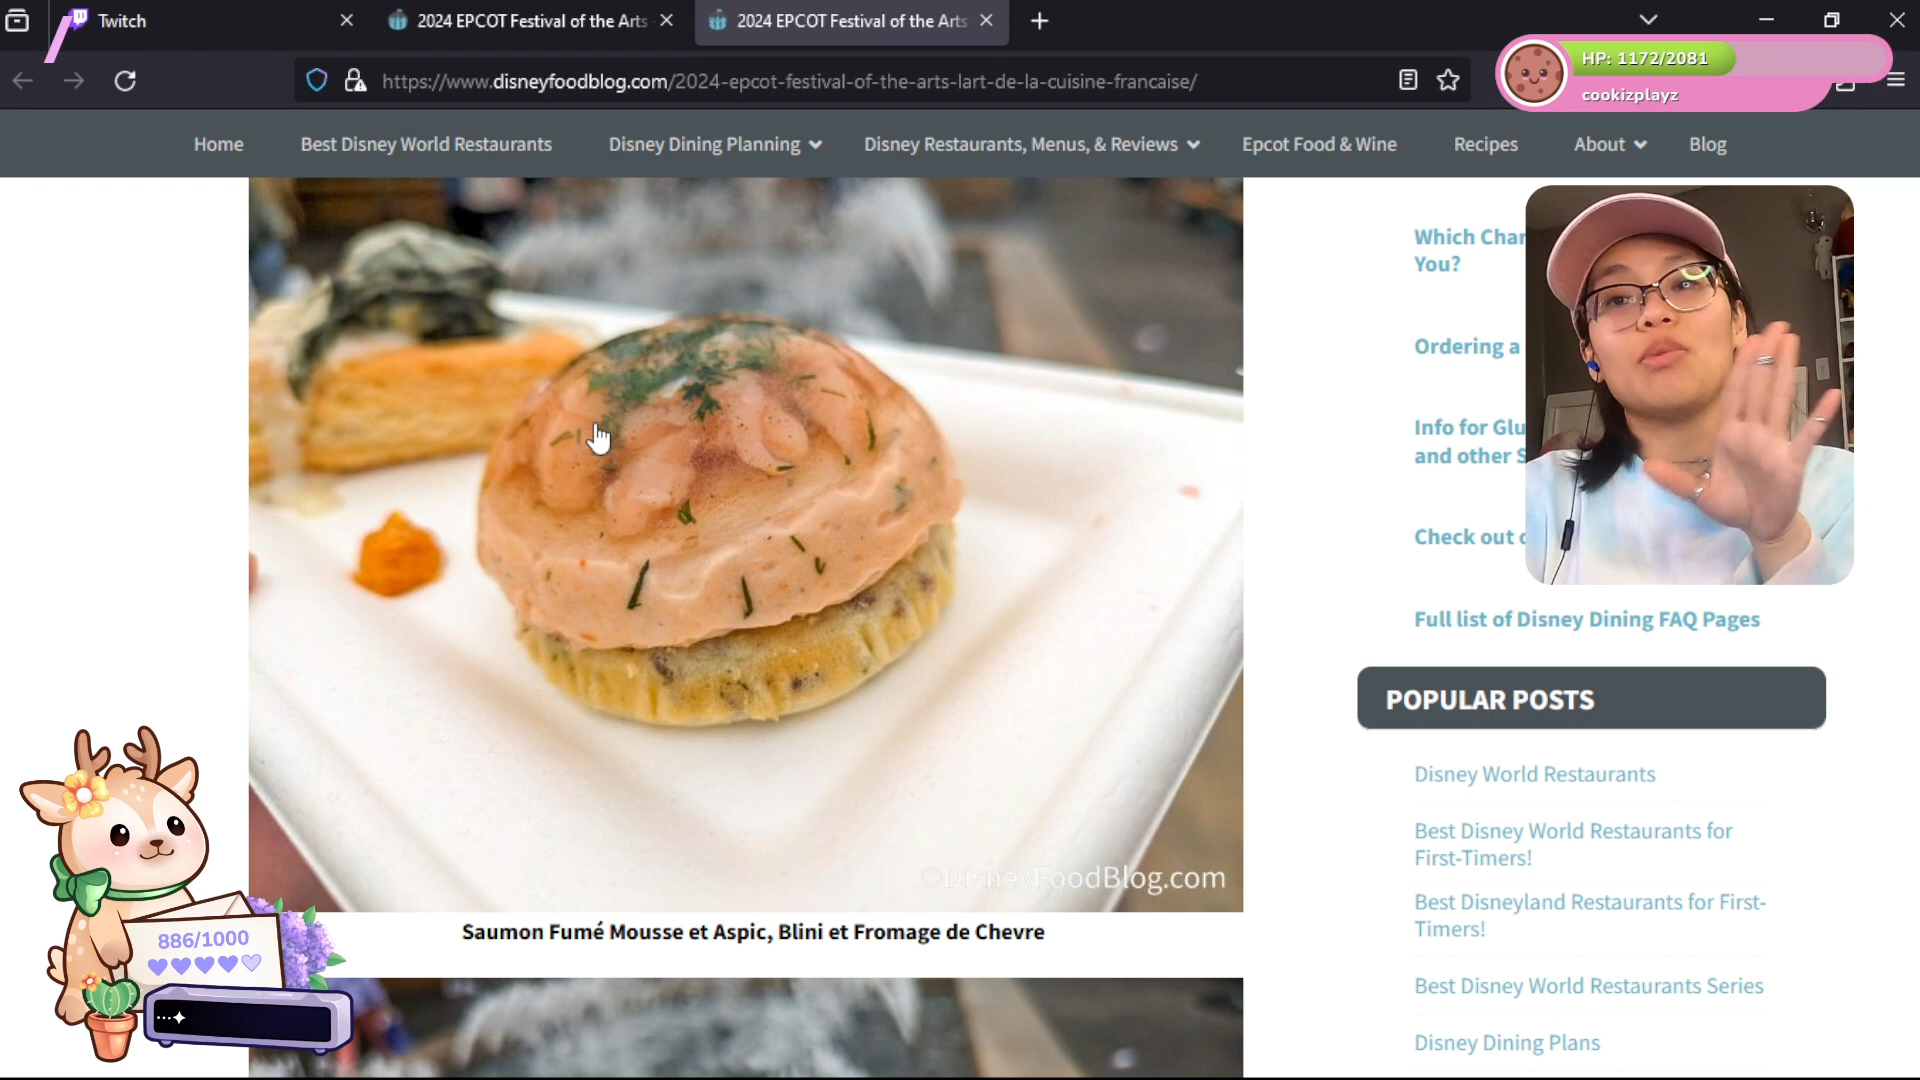 Twitch
2024 EPCOT Festival of the Arts
2024 EPCOT Festival of the Arts
https://www.disneyfoodblog.com/2024-epcot-festival-of-the-arts-lart-de-la-cuisine-francaise/
HP: 1172/2081
cookizplayz
Home
Best Disney World Restaurants
Disney Dining Planning
Disney Restaurants, Menus, & Reviews
Epcot Food & Wine
Recipes
About
Blog
Which Char
You?
Ordering a
Info for Glu
and other S
Check out
Full list of Disney Dining FAQ Pages
POPULAR POSTS
Disney World Restaurants
Best Disney World Restaurants for
First-Timers!
Best Disneyland Restaurants for First-
Timers!
Best Disney World Restaurants Series
Disney Dining Plans
©DisneyFoodBlog.com
Saumon Fumé Mousse et Aspic, Blini et Fromage de Chevre
886/1000